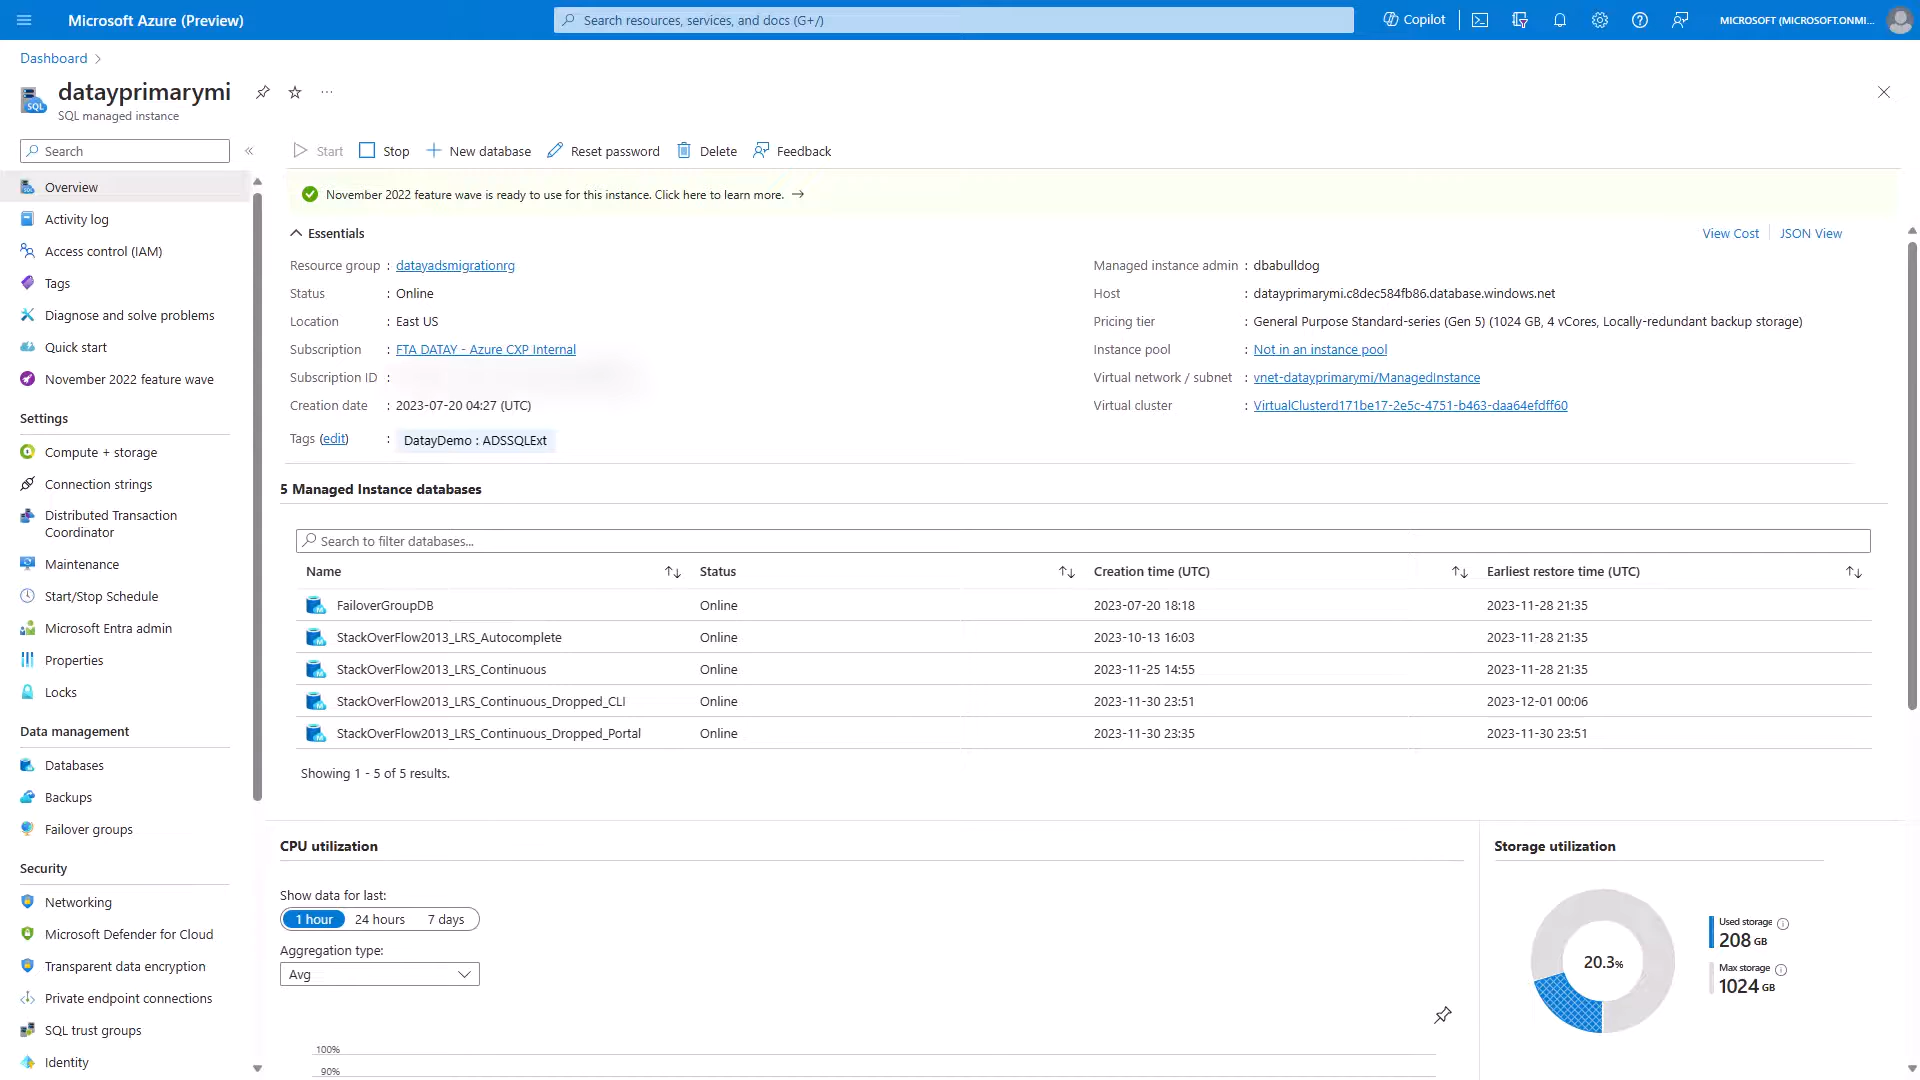 Microsoft Azure (Preview)
Search resources, services, and docs (G+/)
Copilot
MICROSOFT (MICROSOFT.ONMI...
Dashboard
datayprimarymi
SQL
SQL managed instance
Search
Start
Stop
New database
Reset password
Delete
Feedback
Overview
Activity log
Access control (IAM)
Tags
Diagnose and solve problems
Quick start
November 2022 feature wave
Settings
Compute + storage
Connection strings
Distributed Transaction
Coordinator
Maintenance
Start/Stop Schedule
Microsoft Entra admin
Properties
Locks
Data management
Databases
Backups
Failover groups
Security
Networking
Microsoft Defender for Cloud
Transparent data encryption
Private endpoint connections
SQL trust groups
Identity
November 2022 feature wave is ready to use for this instance. Click here to learn more. →
Essentials
View Cost
JSON View
Resource group : datayadsmigrationrg
Status : Online
Location : East US
Subscription : FTA DATAY - Azure CXP Internal
Subscription ID :
Creation date : 2023-07-20 04:27 (UTC)
Tags (edit) : DatayDemo : ADSSQLExt
Managed instance admin : dbabulldog
Host : datayprimarymi.c8dec584fb86.database.windows.net
Pricing tier : General Purpose Standard-series (Gen 5) (1024 GB, 4 vCores, Locally-redundant backup storage)
Instance pool : Not in an instance pool
Virtual network / subnet : vnet-datayprimarymi/ManagedInstance
Virtual cluster : VirtualClusterd171be17-2e5c-4751-b463-daa64efdff60
5 Managed Instance databases
Search to filter databases...
Name Status Creation time (UTC) Earliest restore time (UTC)
FailoverGroupDB Online 2023-07-20 18:18 2023-11-28 21:35
StackOverFlow2013_LRS_Autocomplete Online 2023-10-13 16:03 2023-11-28 21:35
StackOverFlow2013_LRS_Continuous Online 2023-11-25 14:55 2023-11-28 21:35
StackOverFlow2013_LRS_Continuous_Dropped_CLI Online 2023-11-30 23:51 2023-12-01 00:06
StackOverFlow2013_LRS_Continuous_Dropped_Portal Online 2023-11-30 23:35 2023-11-30 23:51
Showing 1 - 5 of 5 results.
CPU utilization
Show data for last:
1 hour 24 hours 7 days
Aggregation type:
Avg
100%
90%
Storage utilization
20.3%
Used storage
208 GB
Max storage
1024 GB